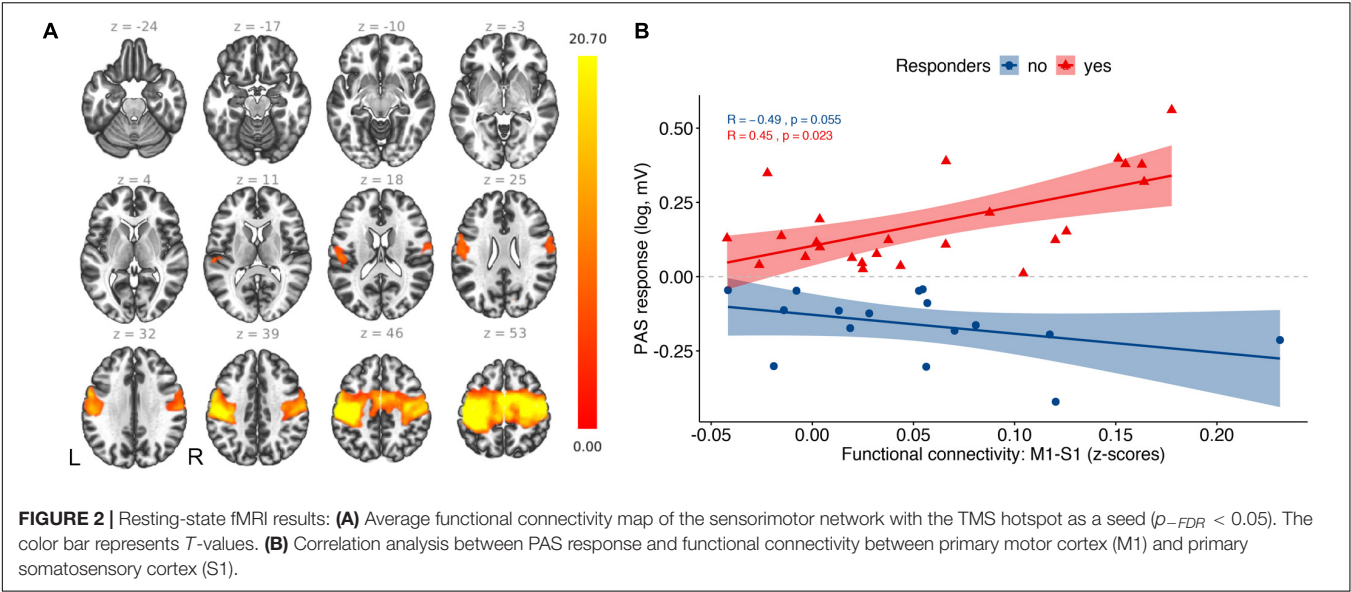 A
z = -24
z = -17
z = -10
z = -3
20.70
z = 4
z = 11
z = 18
z = 25
z = 32
z = 39
z = 46
z = 53
0.00
L
R
B
Responders no yes
R = −0.49 , p = 0.055
R = 0.45 , p = 0.023
PAS response (log, mV)
0.50
0.25
0.00
-0.25
-0.05 0.00 0.05 0.10 0.15 0.20
Functional connectivity: M1-S1 (z-scores)
FIGURE 2 | Resting-state fMRI results: (A) Average functional connectivity map of the sensorimotor network with the TMS hotspot as a seed (p−FDR < 0.05). The
color bar represents T-values. (B) Correlation analysis between PAS response and functional connectivity between primary motor cortex (M1) and primary
somatosensory cortex (S1).